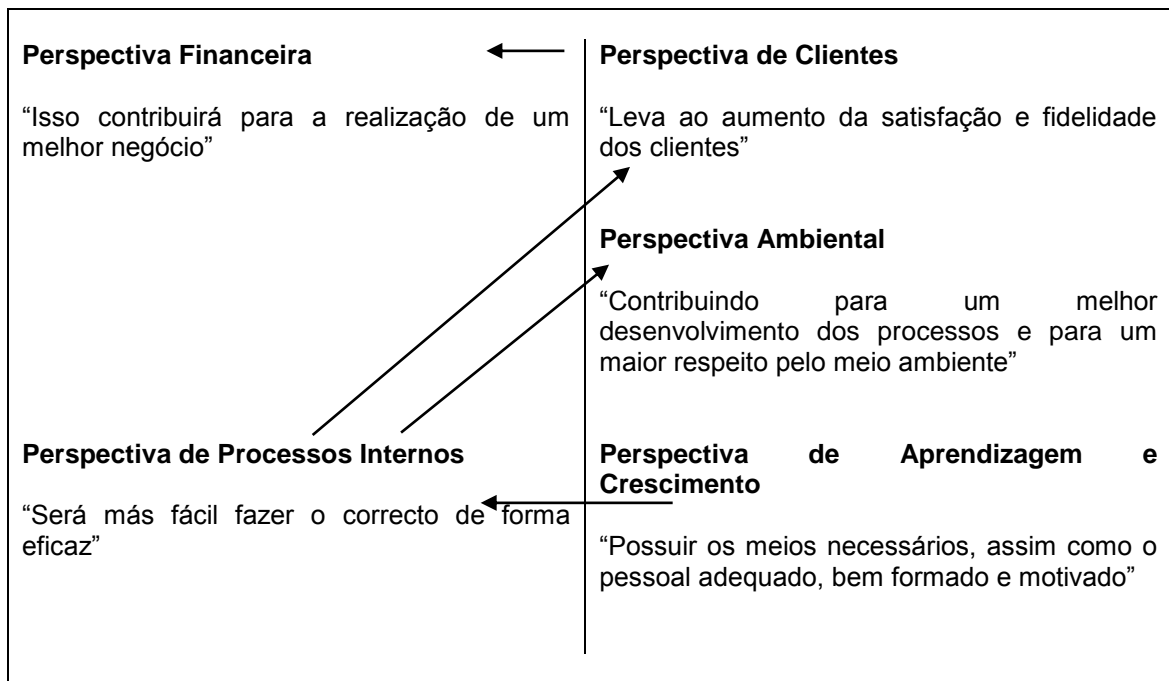 Perspectiva Financeira
“Isso contribuirá para a realização de um
melhor negócio”
Perspectiva de Clientes
“Leva ao aumento da satisfação e fidelidade
dos clientes”
Perspectiva Ambiental
“Contribuindo para um melhor
desenvolvimento dos processos e para um
maior respeito pelo meio ambiente”
Perspectiva de Processos Internos
“Será más fácil fazer o correcto de forma
eficaz”
Perspectiva de Aprendizagem e
Crescimento
“Possuir os meios necessários, assim como o
pessoal adequado, bem formado e motivado”